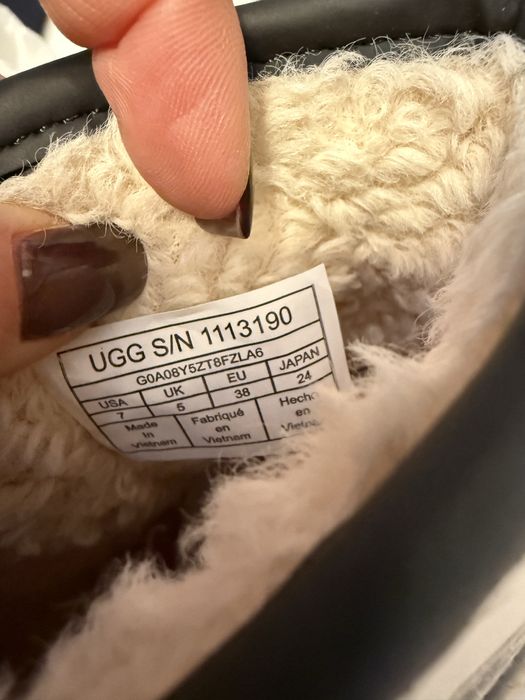 UGG S/N 1113190
G0A08Y5ZT8FZLA6
USA UK EU JAPAN
7 5 38 24
Made Fabriqué Hecho
in en en
Vietnam Vietnam Vietnam